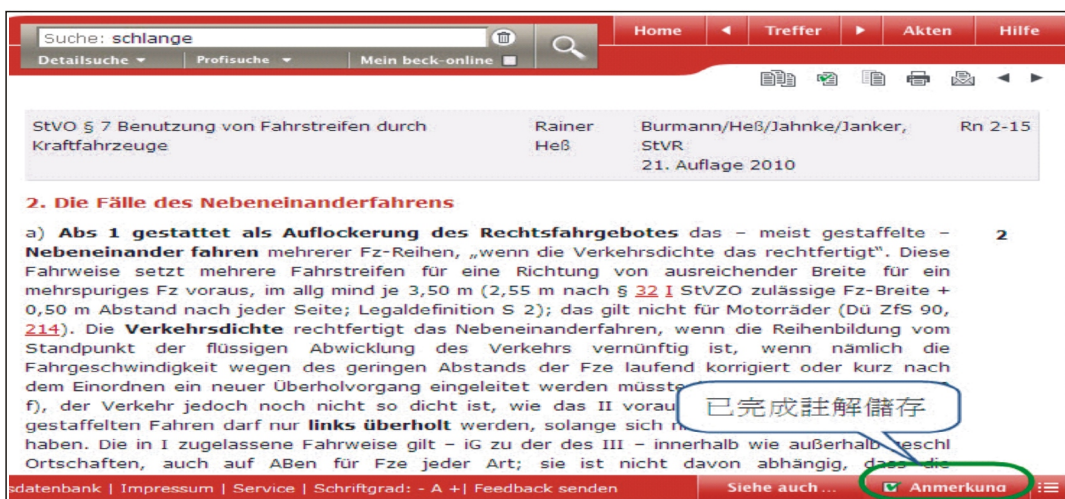 Suche: schlange
Home Treffer Akten Hilfe
Detailsuche Profisuche Mein beck-online
StVO § 7 Benutzung von Fahrstreifen durch Kraftfahrzeuge
Rainer Heß
Burmann/Heß/Jahnke/Janker, StVR
21. Auflage 2010
Rn 2-15
2. Die Fälle des Nebeneinanderfahrens
a) Abs 1 gestattet als Auflockerung des Rechtsfahrgebotes das – meist gestaffelte – 2
Nebeneinander fahren mehrerer Fz-Reihen, „wenn die Verkehrsdichte das rechtfertigt“. Diese
Fahrweise setzt mehrere Fahrstreifen für eine Richtung von ausreichender Breite für ein
mehrspuriges Fz voraus, im allg mind je 3,50 m (2,55 m nach § 32 I StVZO zulässige Fz-Breite +
0,50 m Abstand nach jeder Seite; Legaldefinition S 2); das gilt nicht für Motorräder (Dü ZfS 90,
214). Die Verkehrsdichte rechtfertigt das Nebeneinanderfahren, wenn die Reihenbildung vom
Standpunkt der flüssigen Abwicklung des Verkehrs vernünftig ist, wenn nämlich die
Fahrgeschwindigkeit wegen des geringen Abstands der Fze laufend korrigiert oder kurz nach
dem Einordnen ein neuer Überholvorgang eingeleitet werden müsste
f), der Verkehr jedoch noch nicht so dicht ist, wie das II
gestaffelten Fahren darf nur links überholt werden, solange
haben. Die in I zugelassene Fahrweise gilt – iG zu der des III – innerhalb wie außerhalb
Ortschaften, auch auf ABen für Fze jeder Art; sie ist nicht davon abhängig, dass die
已完成註解儲存
sdatenbank | Impressum | Service | Schriftgrad: - A +| Feedback senden Siehe auch ... Anmerkung